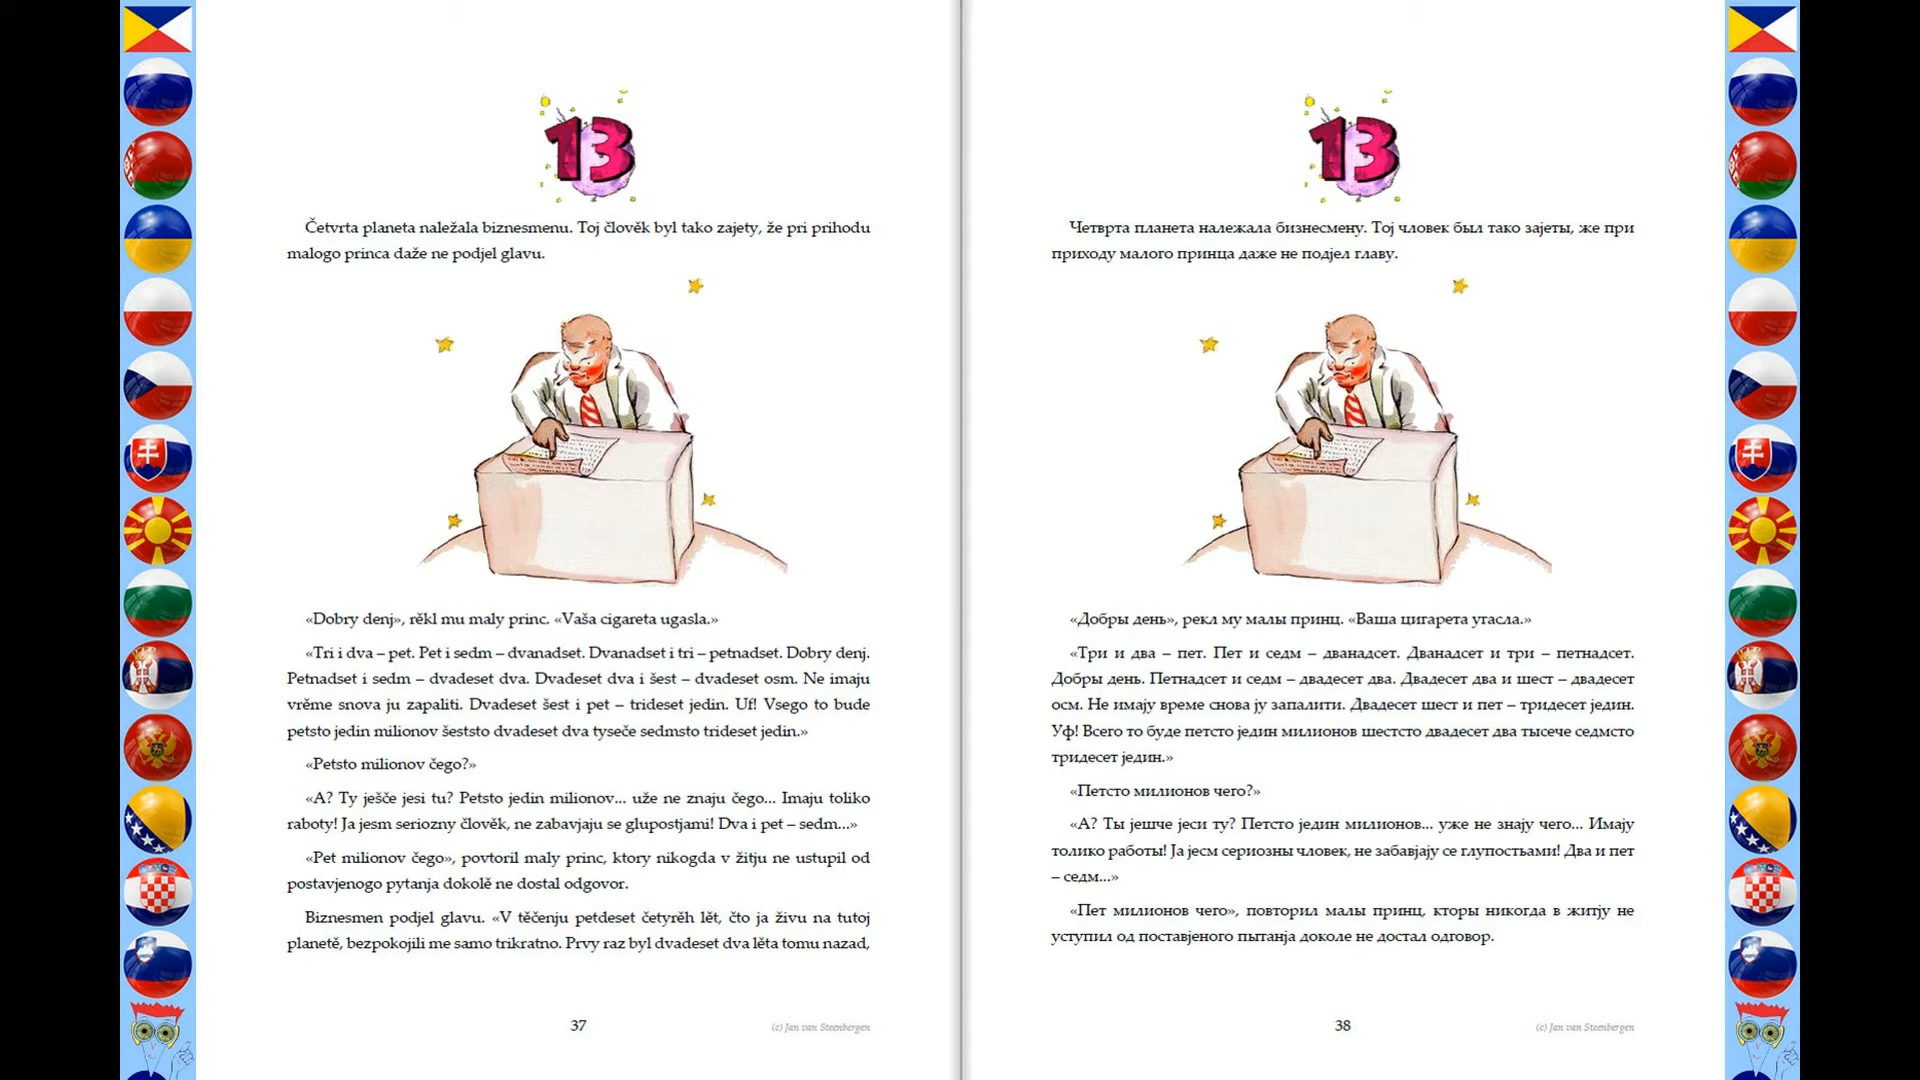 13
Četvrta planeta naležala biznesmenu. Toj člověk byl tako zajety, že pri prihodu
malogo princa daže ne podjel glavu.
«Dobry denj», rěkl mu maly princ. «Vaša cigareta ugasla.»
«Tri i dva – pet. Pet i sedm – dvanadset. Dvanadset i tri – petnadset. Dobry denj.
Petnadset i sedm – dvadeset dva. Dvadeset dva i šest – dvadeset osm. Ne imaju
vrěme snova ju zapaliti. Dvadeset šest i pet – trideset jedin. Uf! Vsego to bude
petsto jedin milionov šeststo dvadeset dva tyseče sedmsto trideset jedin.»
«Petsto milionov čego?»
«A? Ty ješče jesi tu? Petsto jedin milionov... uže ne znaju čego... Imaju toliko
raboty! Ja jesm seriozny člověk, ne zabavjaju se glupostjami! Dva i pet – sedm...»
«Pet milionov čego», povtoril maly princ, ktory nikogda v žitju ne ustupil od
postavjenogo pytanja dokolě ne dostal odgovor.
Biznesmen podjel glavu. «V těčenju petdeset četyrěh lět, čto ja živu na tutoj
planetě, bezpokojili me samo trikratno. Prvy raz byl dvadeset dva lěta tomu nazad,
37
(c) Jan van Steenbergen
13
Четврта планета належала бизнесмену. Тој чловек был тако зајеты, же при
приходу малого принца даже не подјел главу.
«Добры день», рекл му малы принц. «Ваша цигарета угасла.»
«Три и два – пет. Пет и седм – дванадсет. Дванадсет и три – петнадсет.
Добры день. Петнадсет и седм – двадесет два. Двадесет два и шест – двадесет
осм. Не имају време снова ју запалити. Двадесет шест и пет – тридесет једин.
Уф! Всего то буде петсто једин милионов шестсто двадесет два тысече седмсто
тридесет једин.»
«Петсто милионов чего?»
«А? Ты јешче јеси ту? Петсто једин милионов... уже не знају чего... Имају
толико работы! Ја јесм сериозны чловек, не забавјају се глупостьами! Два и пет
– седм...»
«Пет милионов чего», повторил малы принц, кторы никогда в житју не
уступил од поставјеного пытанја доколе не достал одговор.
38
(c) Jan van Steenbergen